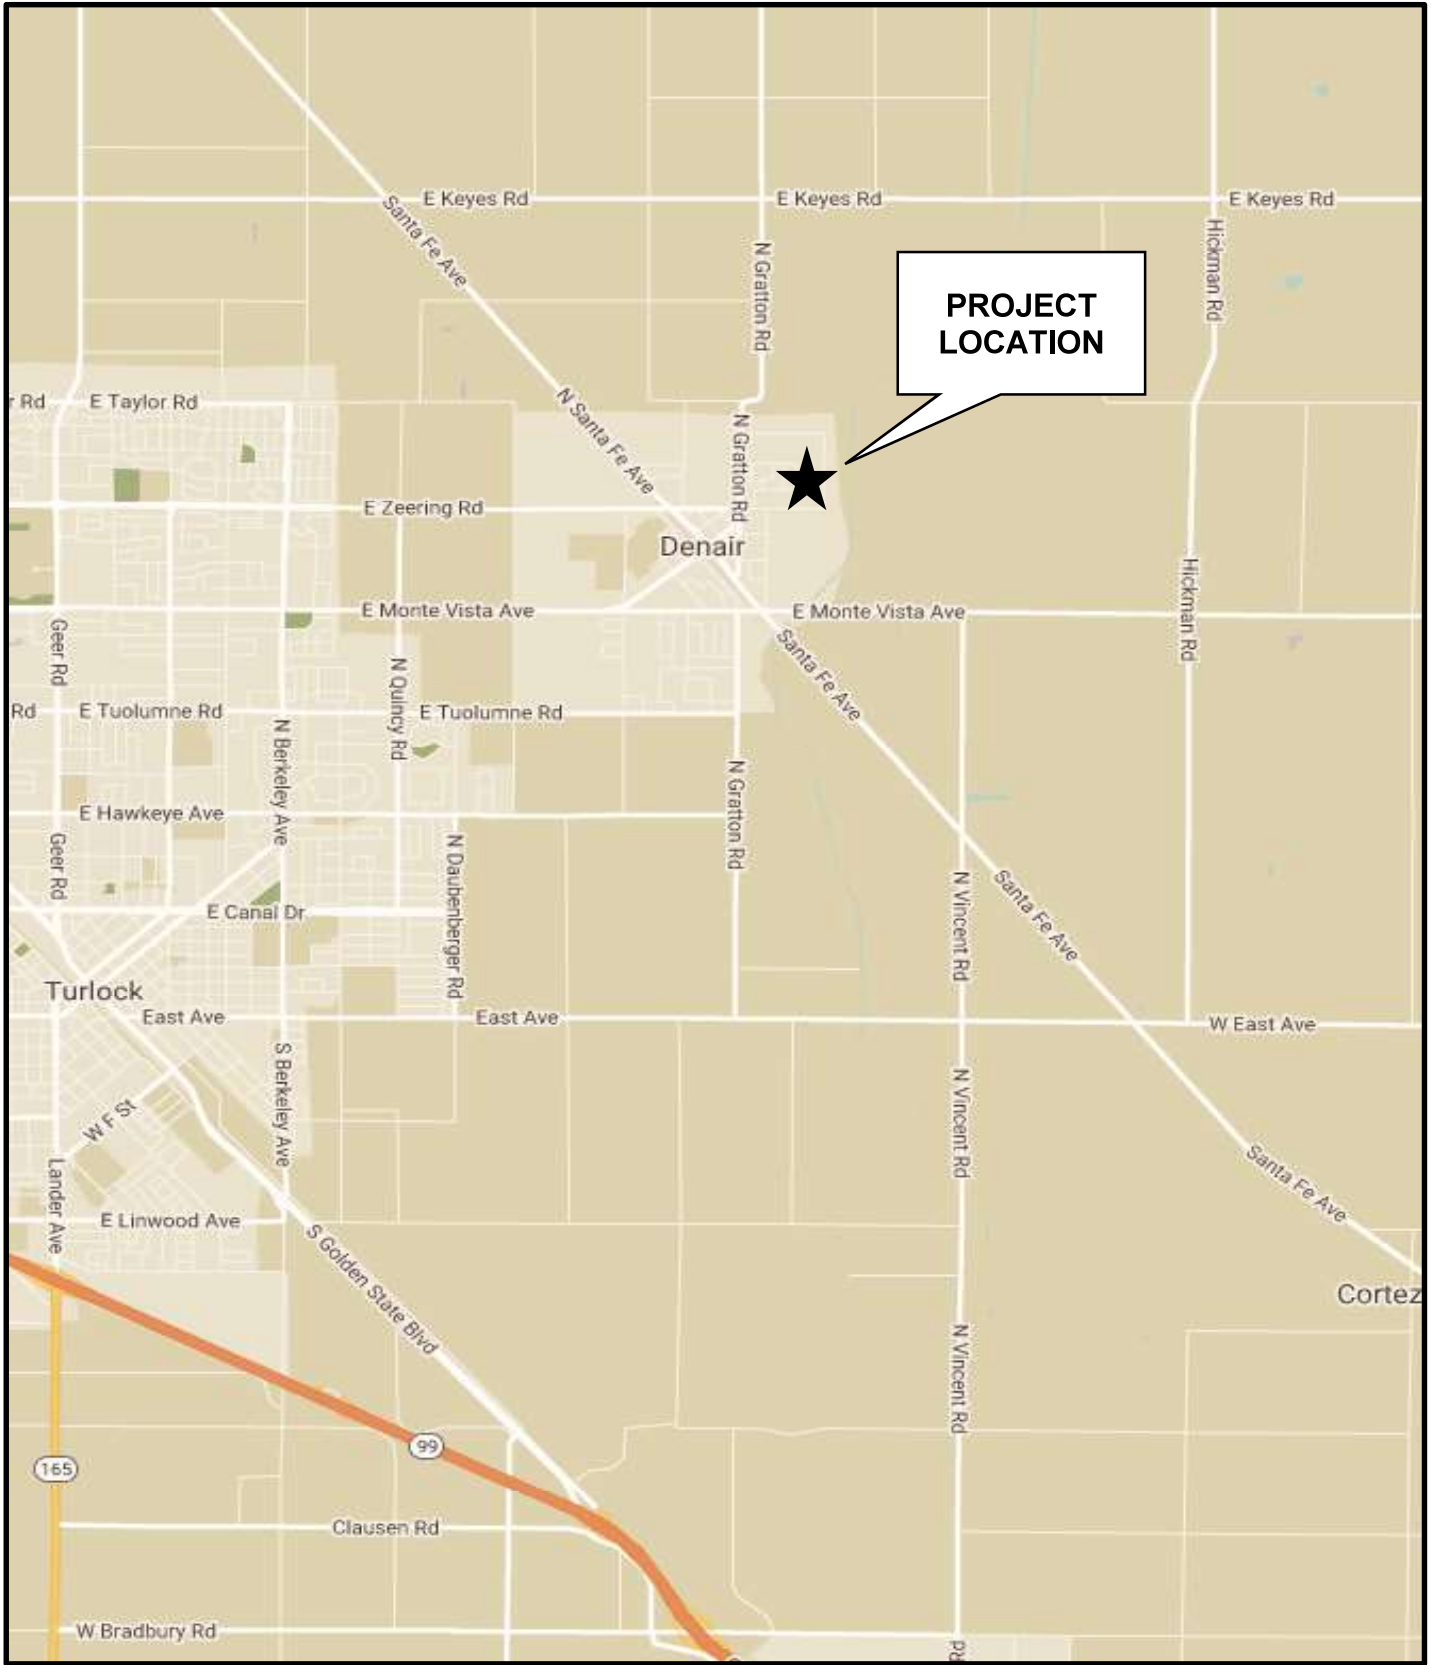 E Keyes Rd
E Keyes Rd
E Keyes Rd
Santa Fe Ave
N Gratton Rd
Hickman Rd
PROJECT
LOCATION
r Rd
E Taylor Rd
N Santa Fe Ave
N Gratton Rd
E Zeering Rd
Denair
E Monte Vista Ave
E Monte Vista Ave
Hickman Rd
Geer Rd
N Quincy Rd
Santa Fe Ave
Rd
E Tuolumne Rd
E Tuolumne Rd
N Berkeley Ave
N Gratton Rd
E Hawkeye Ave
Geer Rd
N Daubenberger Rd
N Vincent Rd
Santa Fe Ave
E Canal Dr
Turlock
East Ave
East Ave
W East Ave
S Berkeley Ave
N Vincent Rd
W F St
Lander Ave
Santa Fe Ave
E Linwood Ave
S Golden State Blvd
Cortez
N Vincent Rd
99
165
Clausen Rd
W Bradbury Rd
Rd